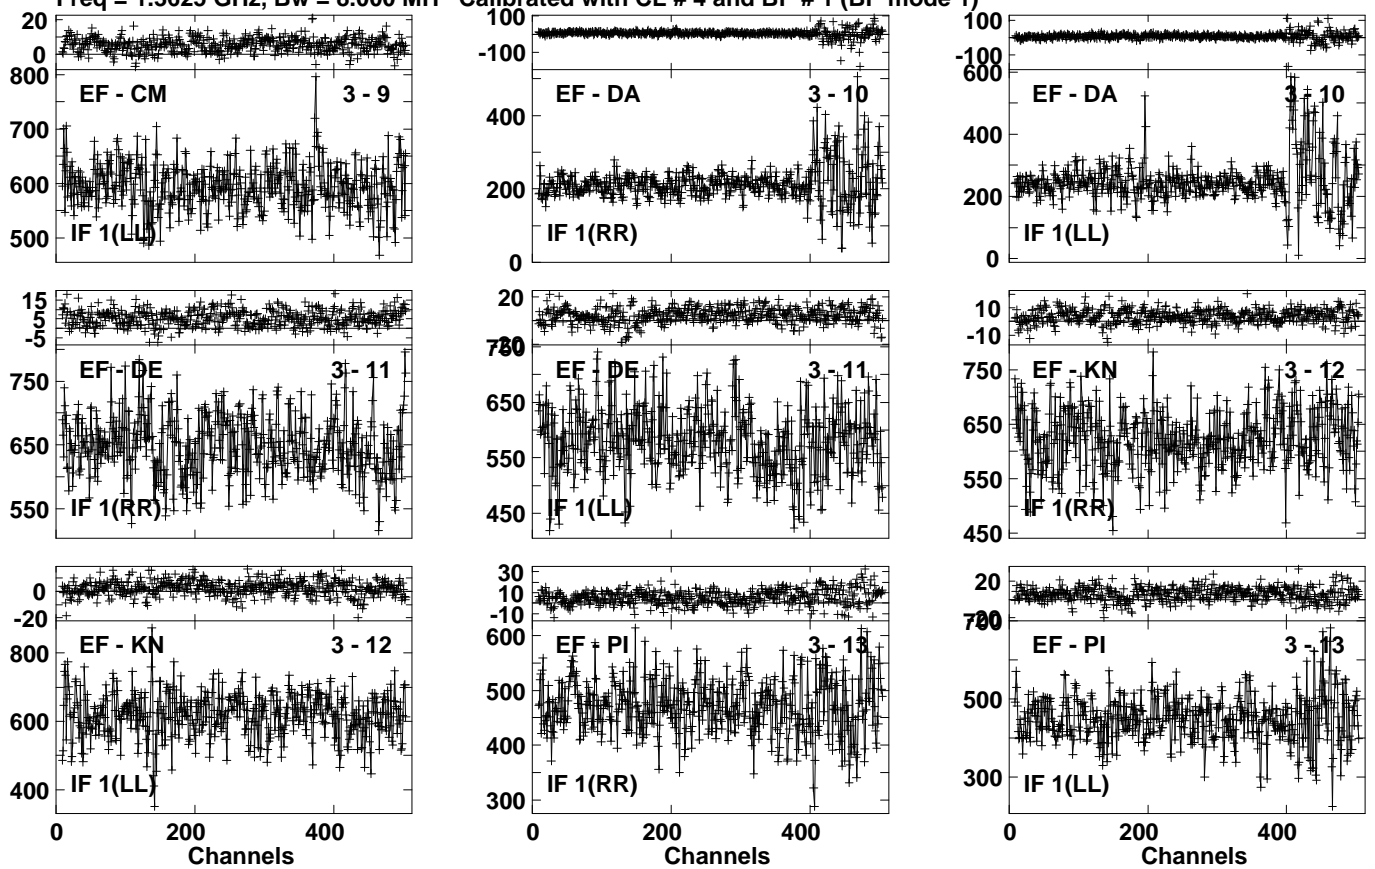 Freq = 1.3625 GHz, Bw = 8.000 MH Calibrated with CL # 4 and BP # 1 (BP mode 1)
20
0
800
700
600
500
EF - CM 3 - 9
IF 1(LL)
100
-100
400
200
0
EF - DA 3 - 10
IF 1(RR)
100
-100
600
400
200
0
EF - DA 3 - 10
IF 1(LL)
15
5
-5
750
650
550
EF - DE 3 - 11
IF 1(RR)
20
-20
750
650
550
450
EF - DE 3 - 11
IF 1(LL)
10
-10
750
650
550
450
EF - KN 3 - 12
IF 1(RR)
0
-20
800
600
400
EF - KN 3 - 12
IF 1(LL)
0 200 400
Channels
30
10
-10
600
500
400
300
EF - PI 3 - 13
IF 1(RR)
0 200 400
Channels
20
-20
700
500
300
EF - PI 3 - 13
IF 1(LL)
0 200 400
Channels